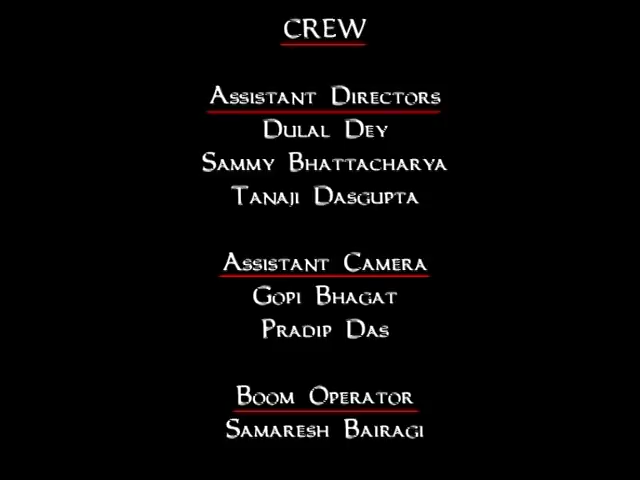 CREW
Assistant Directors
Dulal Dey
Sammy Bhattacharya
Tanaji Dasgupta
Assistant Camera
Gopi Bhagat
Pradip Das
Boom Operator
Samaresh Bairagi